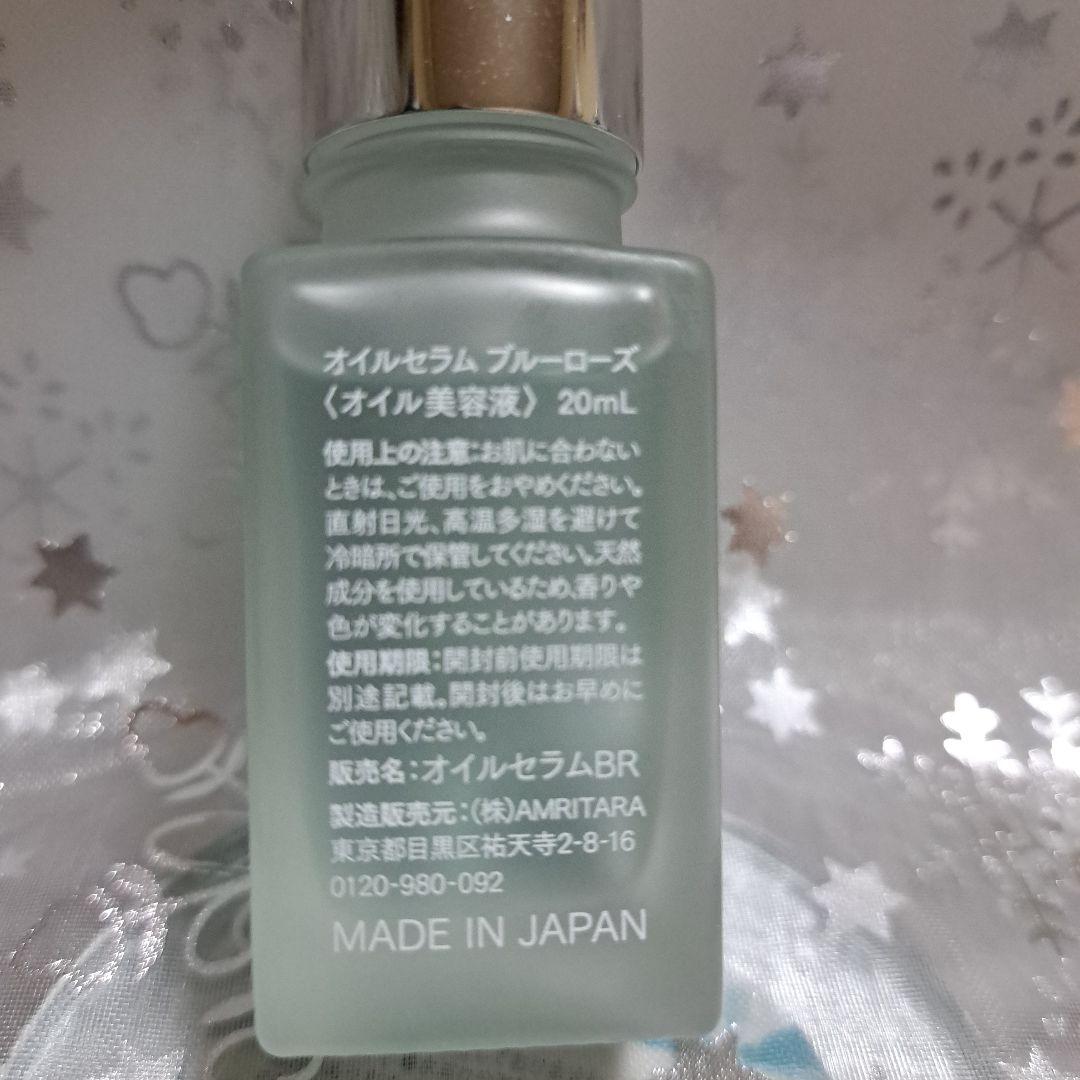 オイルセラム ブルーローズ
〈オイル美容液〉 20mL
使用上の注意:お肌に合わない
ときは、ご使用をおやめください。
直射日光、高温多湿を避けて
冷暗所で保管してください。天然
成分を使用しているため、香りや
色が変化することがあります。
使用期限:開封前使用期限は
別途記載。開封後はお早めに
ご使用ください。
販売名:オイルセラムBR
製造販売元:(株)AMRITARA
東京都目黒区祐天寺2-8-16
0120-980-092
MADE IN JAPAN